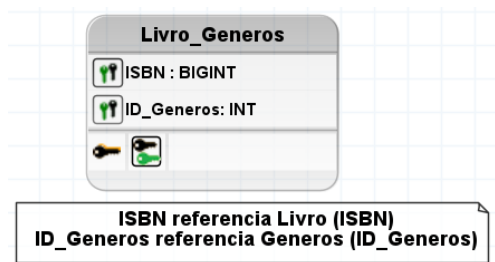 Livro_Generos
ISBN : BIGINT
ID_Generos: INT
ISBN referencia Livro (ISBN)
ID_Generos referencia Generos (ID_Generos)